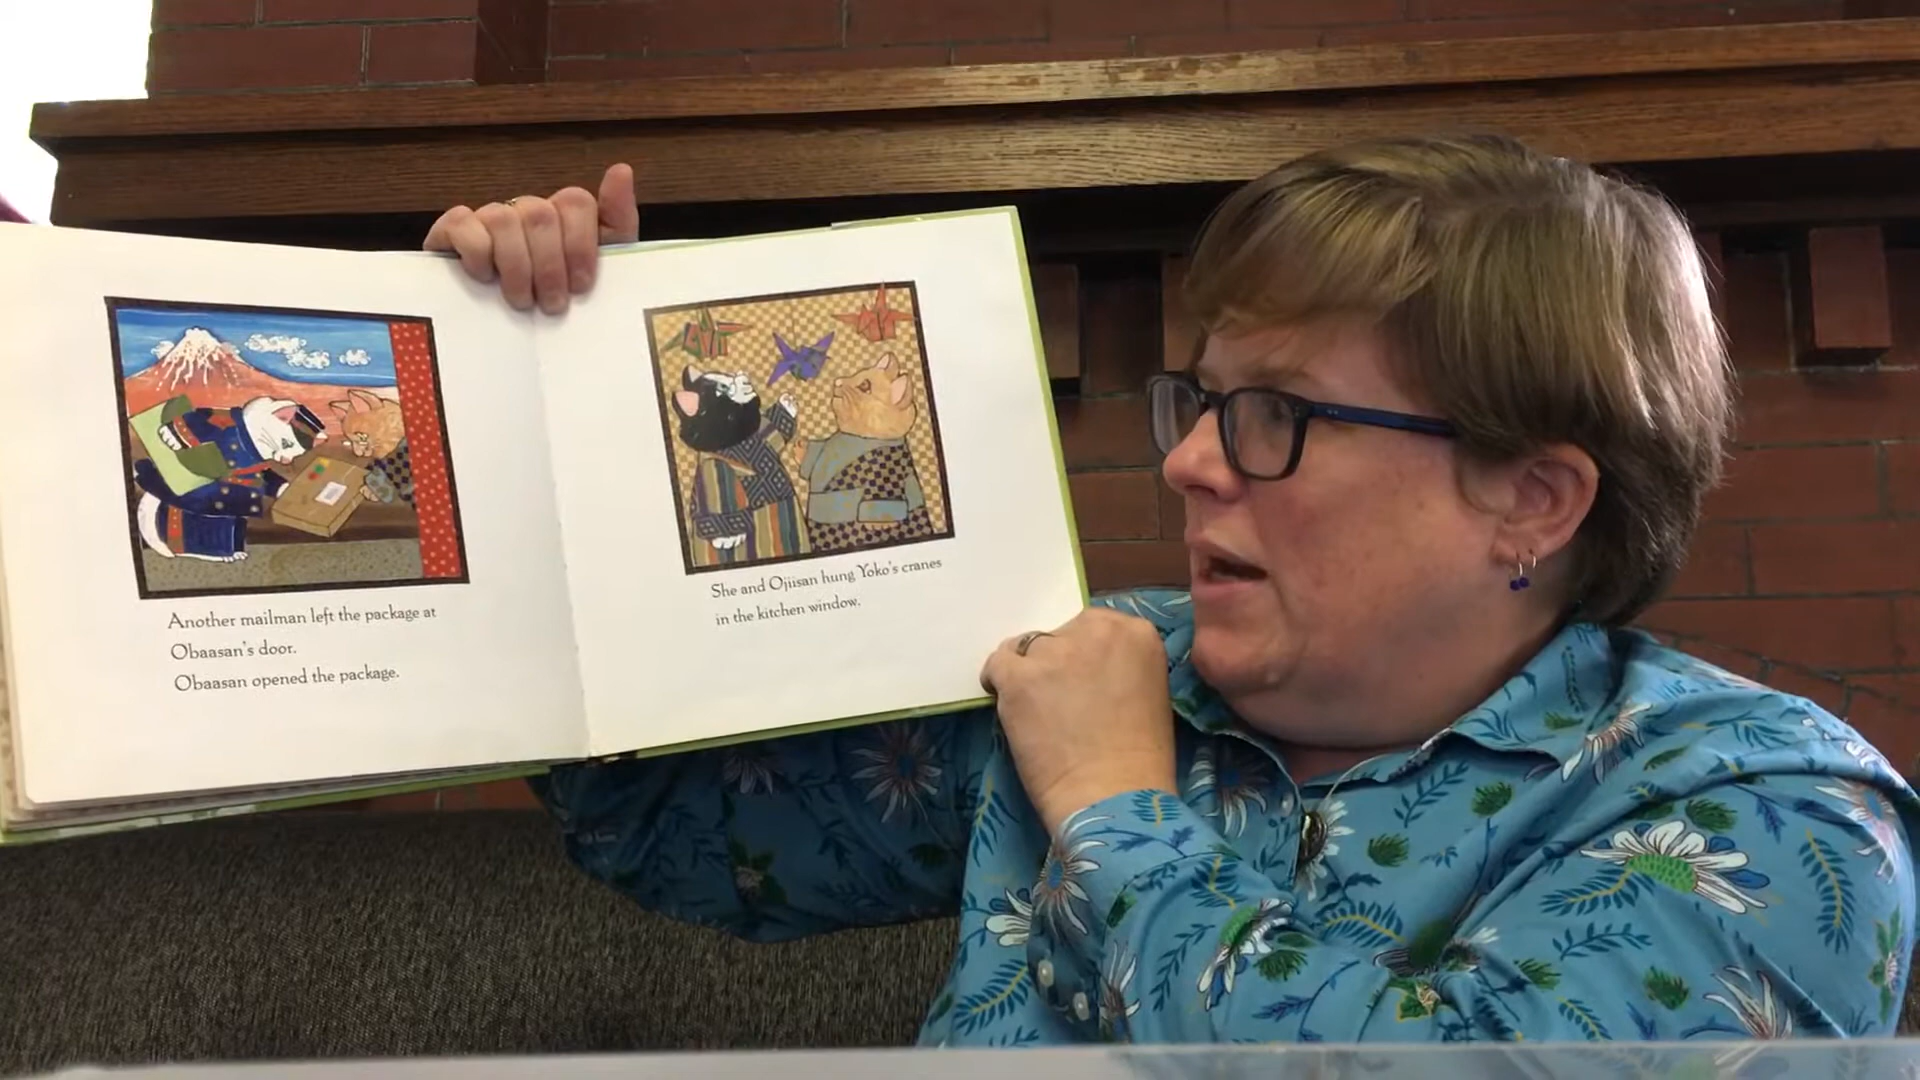 Another mailman left the package at
Obaasan's door.
Obaasan opened the package.
She and Ojiisan hung Yoko's cranes
in the kitchen window.